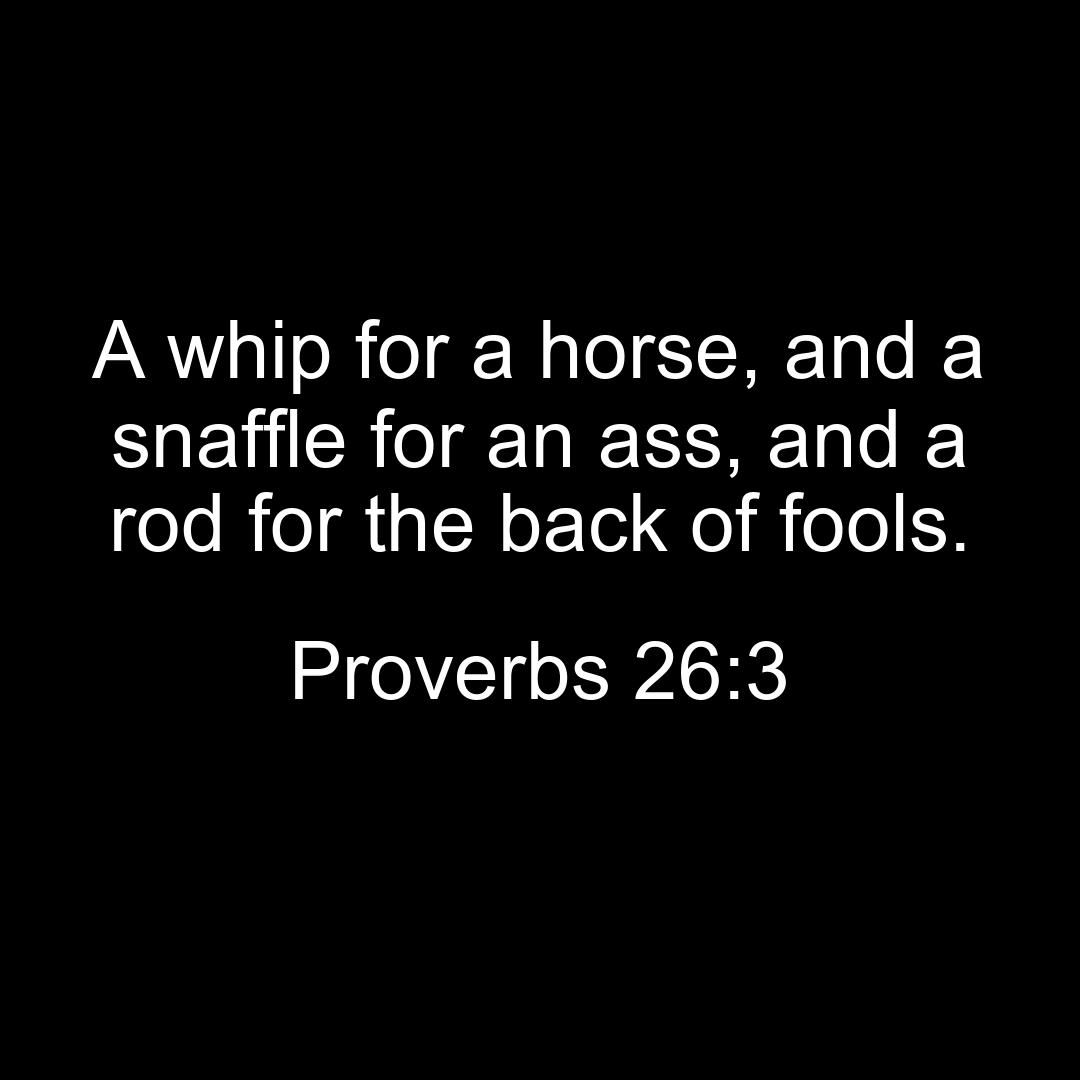 A whip for a horse, and a
snaffle for an ass, and a
rod for the back of fools.
Proverbs 26:3